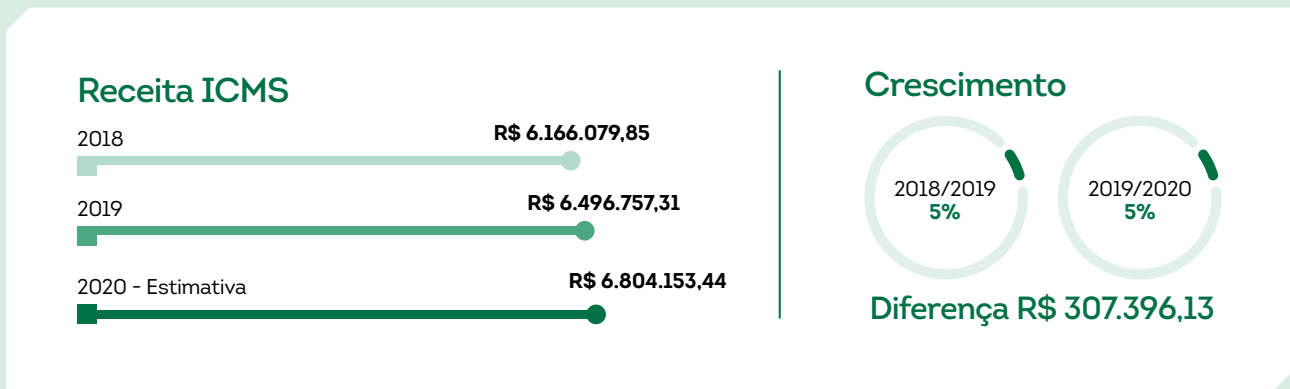 Receita ICMS
2018
R$ 6.166.079,85
2019
R$ 6.496.757,31
2020 - Estimativa
R$ 6.804.153,44
Crescimento
2018/2019
5%
2019/2020
5%
Diferença R$ 307.396,13